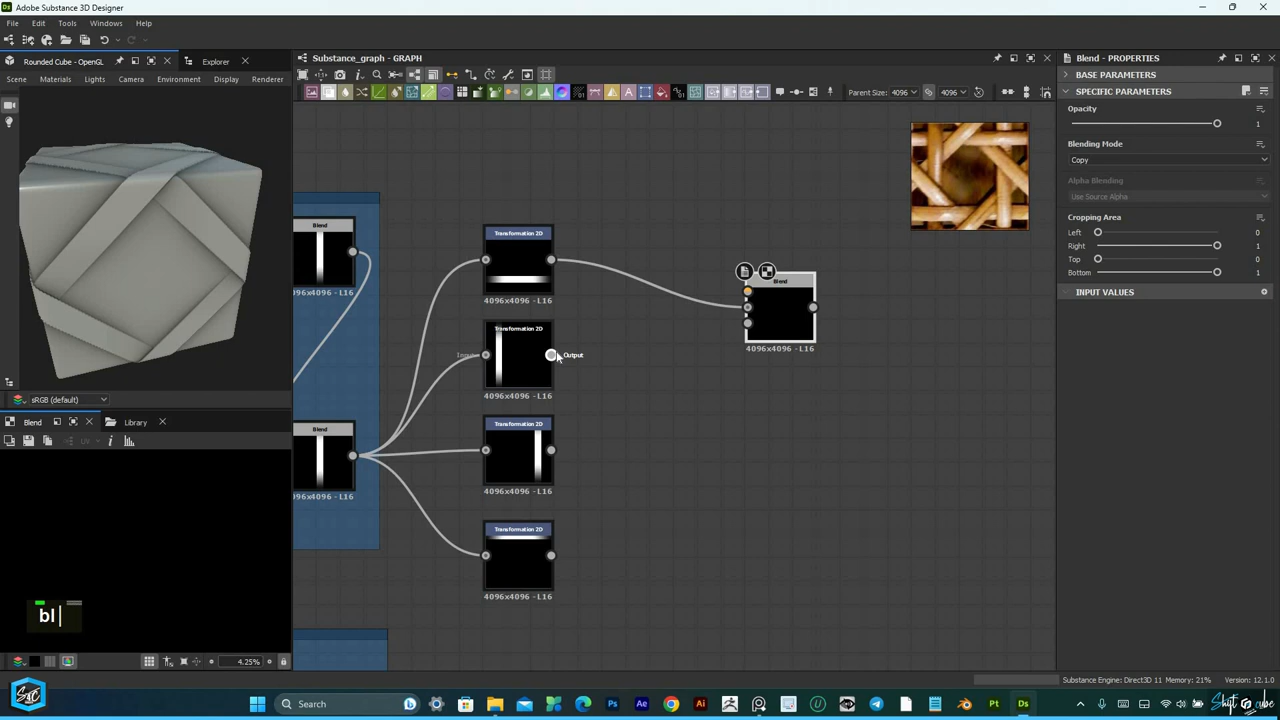 Adobe Substance 3D Designer
File Edit Tools Windows Help
Rounded Cube - OpenGL
Explorer
Substance_graph - GRAPH
Blend - PROPERTIES
Scene Materials Lights Camera Environment Display Renderer
Parent Size: 4096 4096
BASE PARAMETERS
SPECIFIC PARAMETERS
Opacity
1
Blending Mode
Copy
Alpha Blending
Use Source Alpha
Cropping Area
Left 0
Right 1
Top 0
Bottom 1
INPUT VALUES
Blend
4096x4096 - L16
Blend
4096x4096 - L16
Transformation 2D
4096x4096 - L16
Transformation 2D
Input
Output
4096x4096 - L16
Transformation 2D
4096x4096 - L16
Transformation 2D
4096x4096 - L16
Blend
4096x4096 - L16
sRGB (default)
Blend
Library
UV
bl
4.25%
Substance Engine: Direct3D 11 Memory: 21% Version: 12.1.0
Search